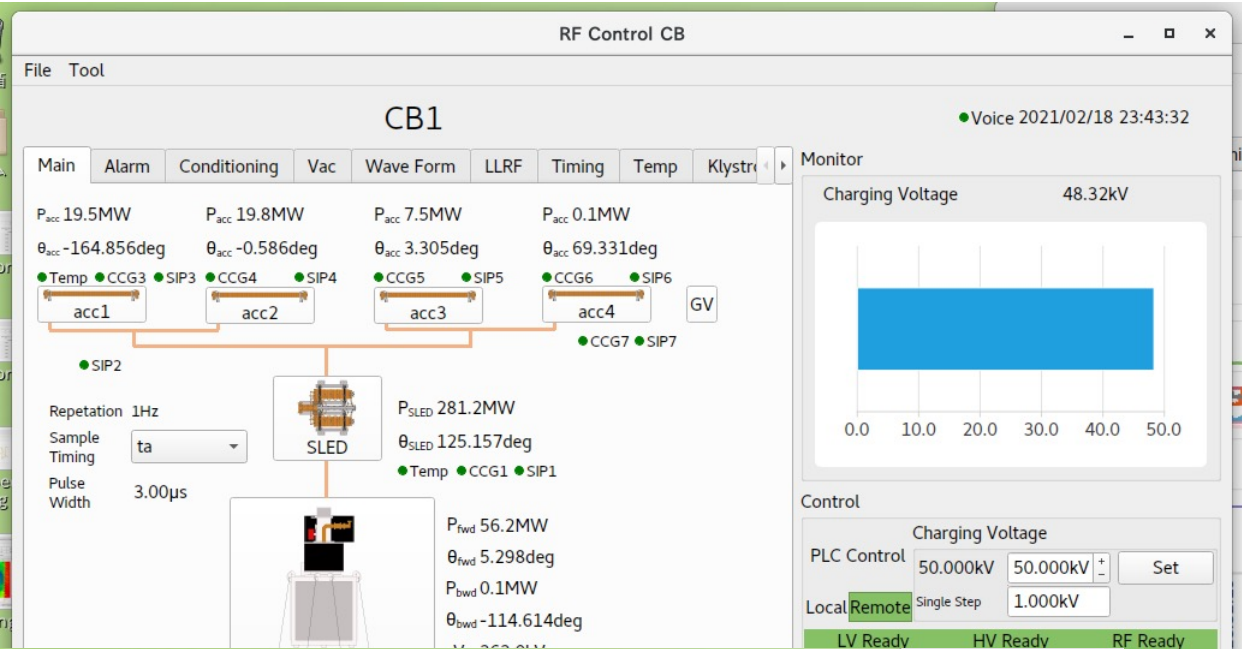 RF Control CB
File Tool
CB1
Voice 2021/02/18 23:43:32
Main Alarm Conditioning Vac Wave Form LLRF Timing Temp Klystr
Pacc 19.5MW Pacc 19.8MW Pacc 7.5MW Pacc 0.1MW
θacc -164.856deg θacc -0.586deg θacc 3.305deg θacc 69.331deg
Temp CCG3 SIP3 CCG4 SIP4 CCG5 SIP5 CCG6 SIP6
acc1 acc2 acc3 acc4 GV
CCG7 SIP7
SIP2
Repetation 1Hz
Sample Timing ta
Pulse Width 3.00μs
SLED
PSLED 281.2MW
θSLED 125.157deg
Temp CCG1 SIP1
Pfwd 56.2MW
θfwd 5.298deg
Pbwd 0.1MW
θbwd -114.614deg
Monitor
Charging Voltage 48.32kV
0.0 10.0 20.0 30.0 40.0 50.0
Control
Charging Voltage
PLC Control 50.000kV 50.000kV Set
Local Remote Single Step 1.000kV
LV Ready HV Ready RF Ready